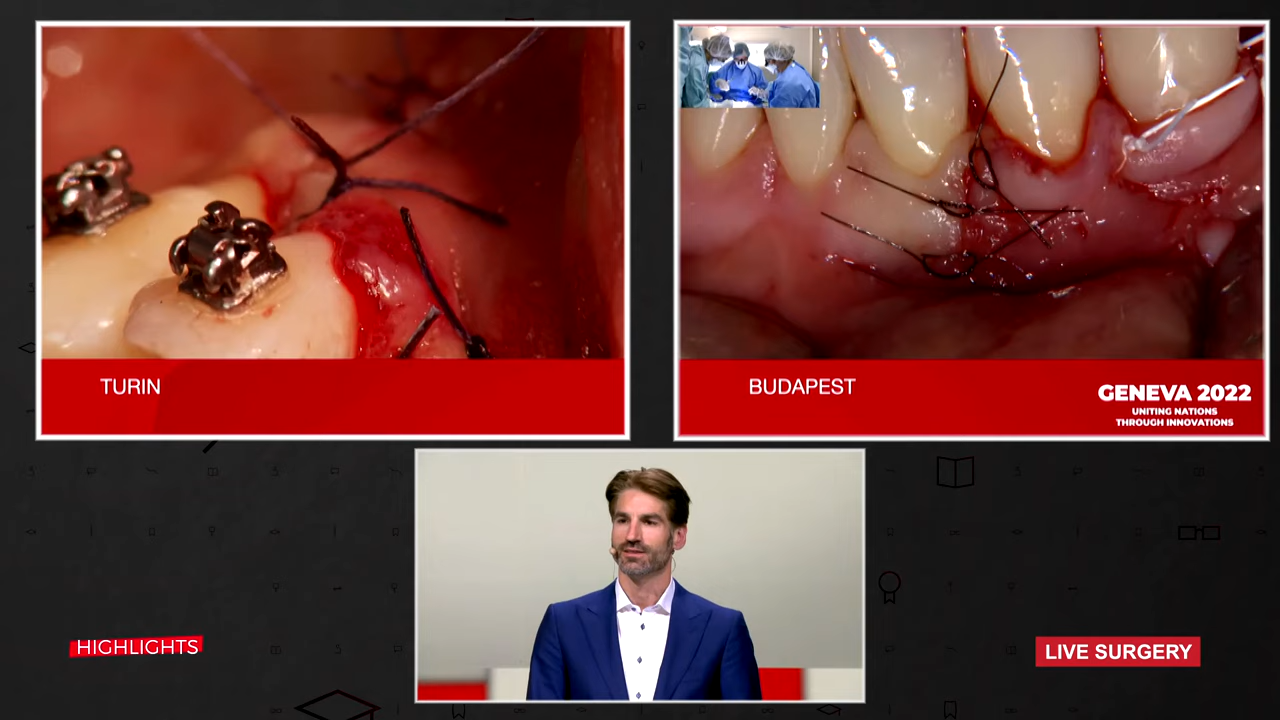 TURIN
BUDAPEST
GENEVA 2022
UNITING NATIONS
THROUGH INNOVATIONS
HIGHLIGHTS
LIVE SURGERY